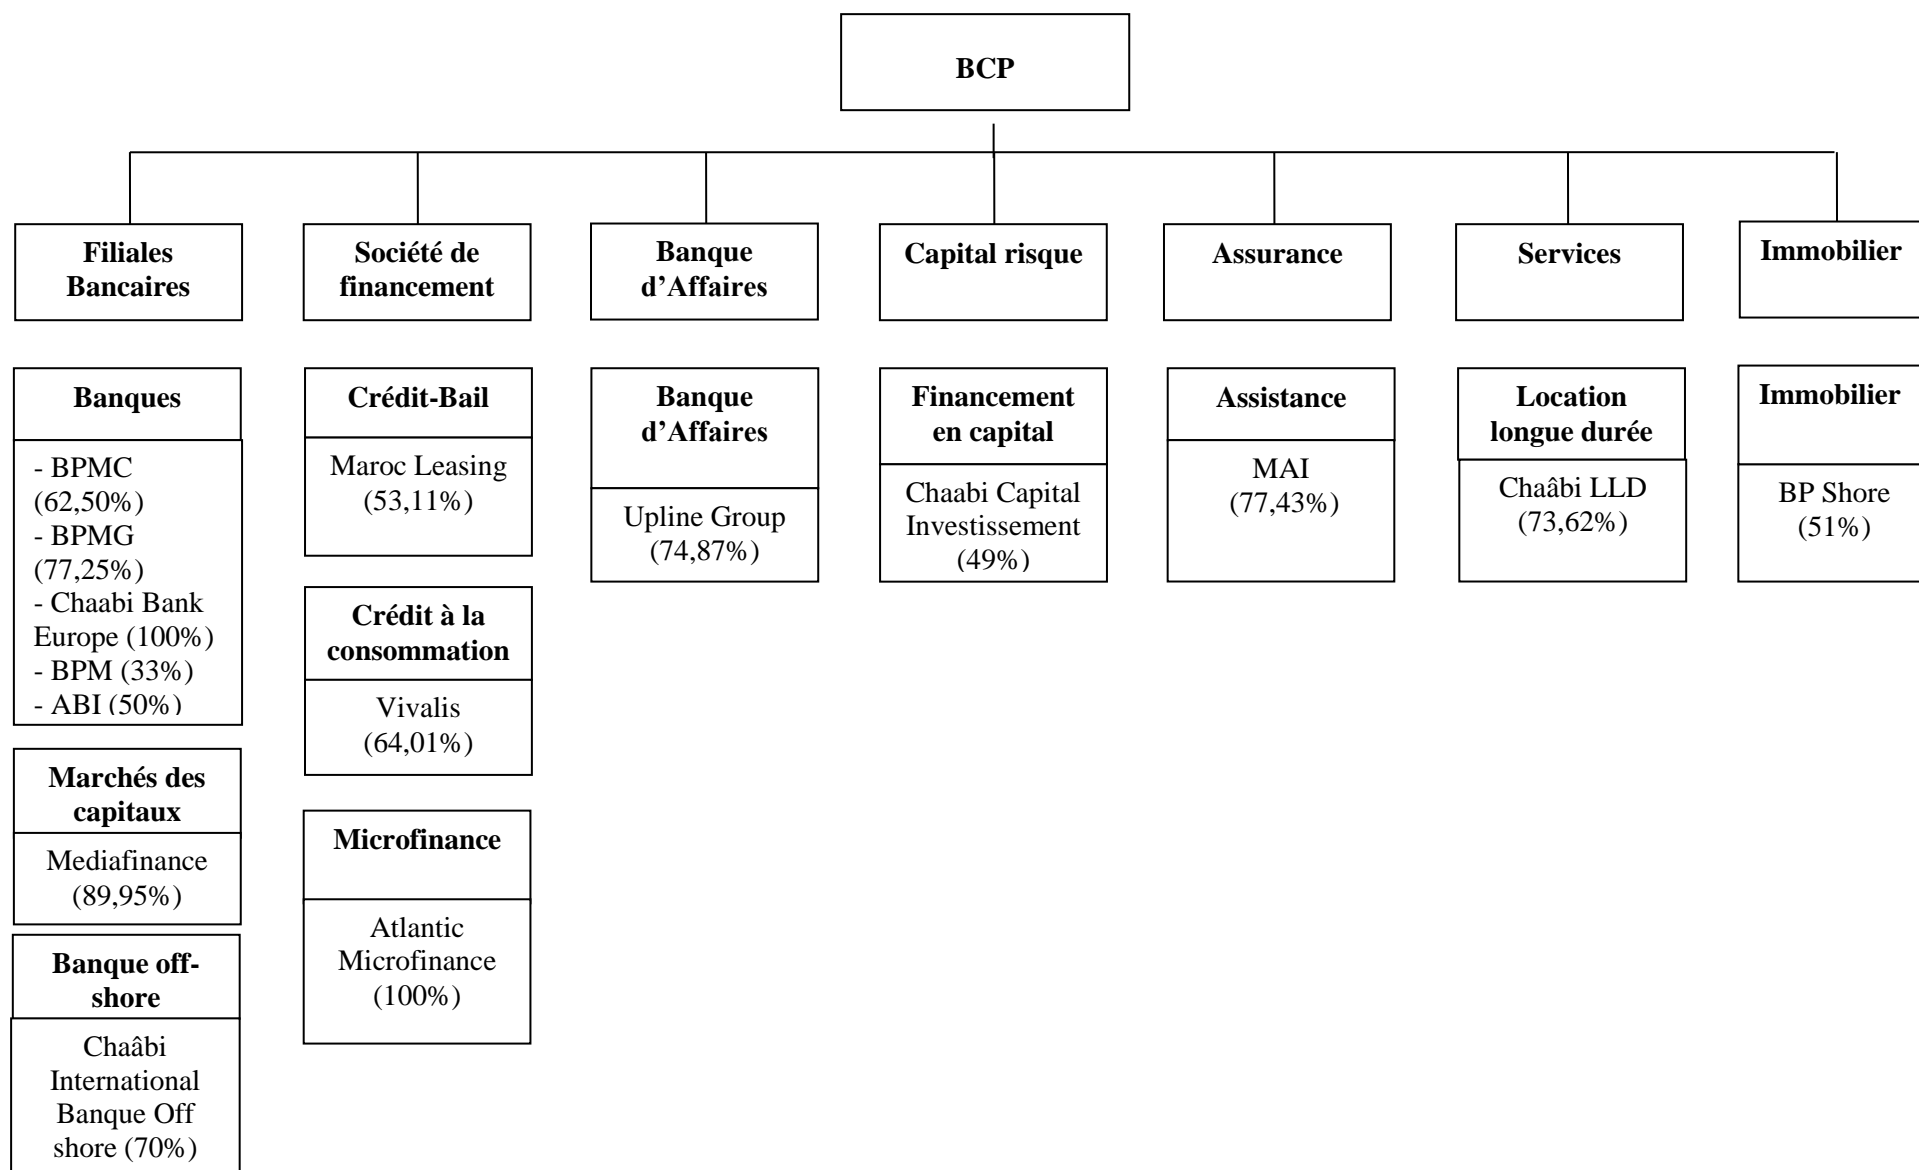 BCP
Filiales
Bancaires
Société de
financement
Banque
d’Affaires
Capital risque
Assurance
Services
Immobilier
Banques
- BPMC
(62,50%)
- BPMG
(77,25%)
- Chaabi Bank
Europe (100%)
- BPM (33%)
- ABI (50%)
Marchés des
capitaux
Mediafinance
(89,95%)
Banque off-
shore
Chaâbi
International
Banque Off
shore (70%)
Crédit-Bail
Maroc Leasing
(53,11%)
Crédit à la
consommation
Vivalis
(64,01%)
Microfinance
Atlantic
Microfinance
(100%)
Banque
d’Affaires
Upline Group
(74,87%)
Financement
en capital
Chaabi Capital
Investissement
(49%)
Assistance
MAI
(77,43%)
Location
longue durée
Chaâbi LLD
(73,62%)
Immobilier
BP Shore
(51%)